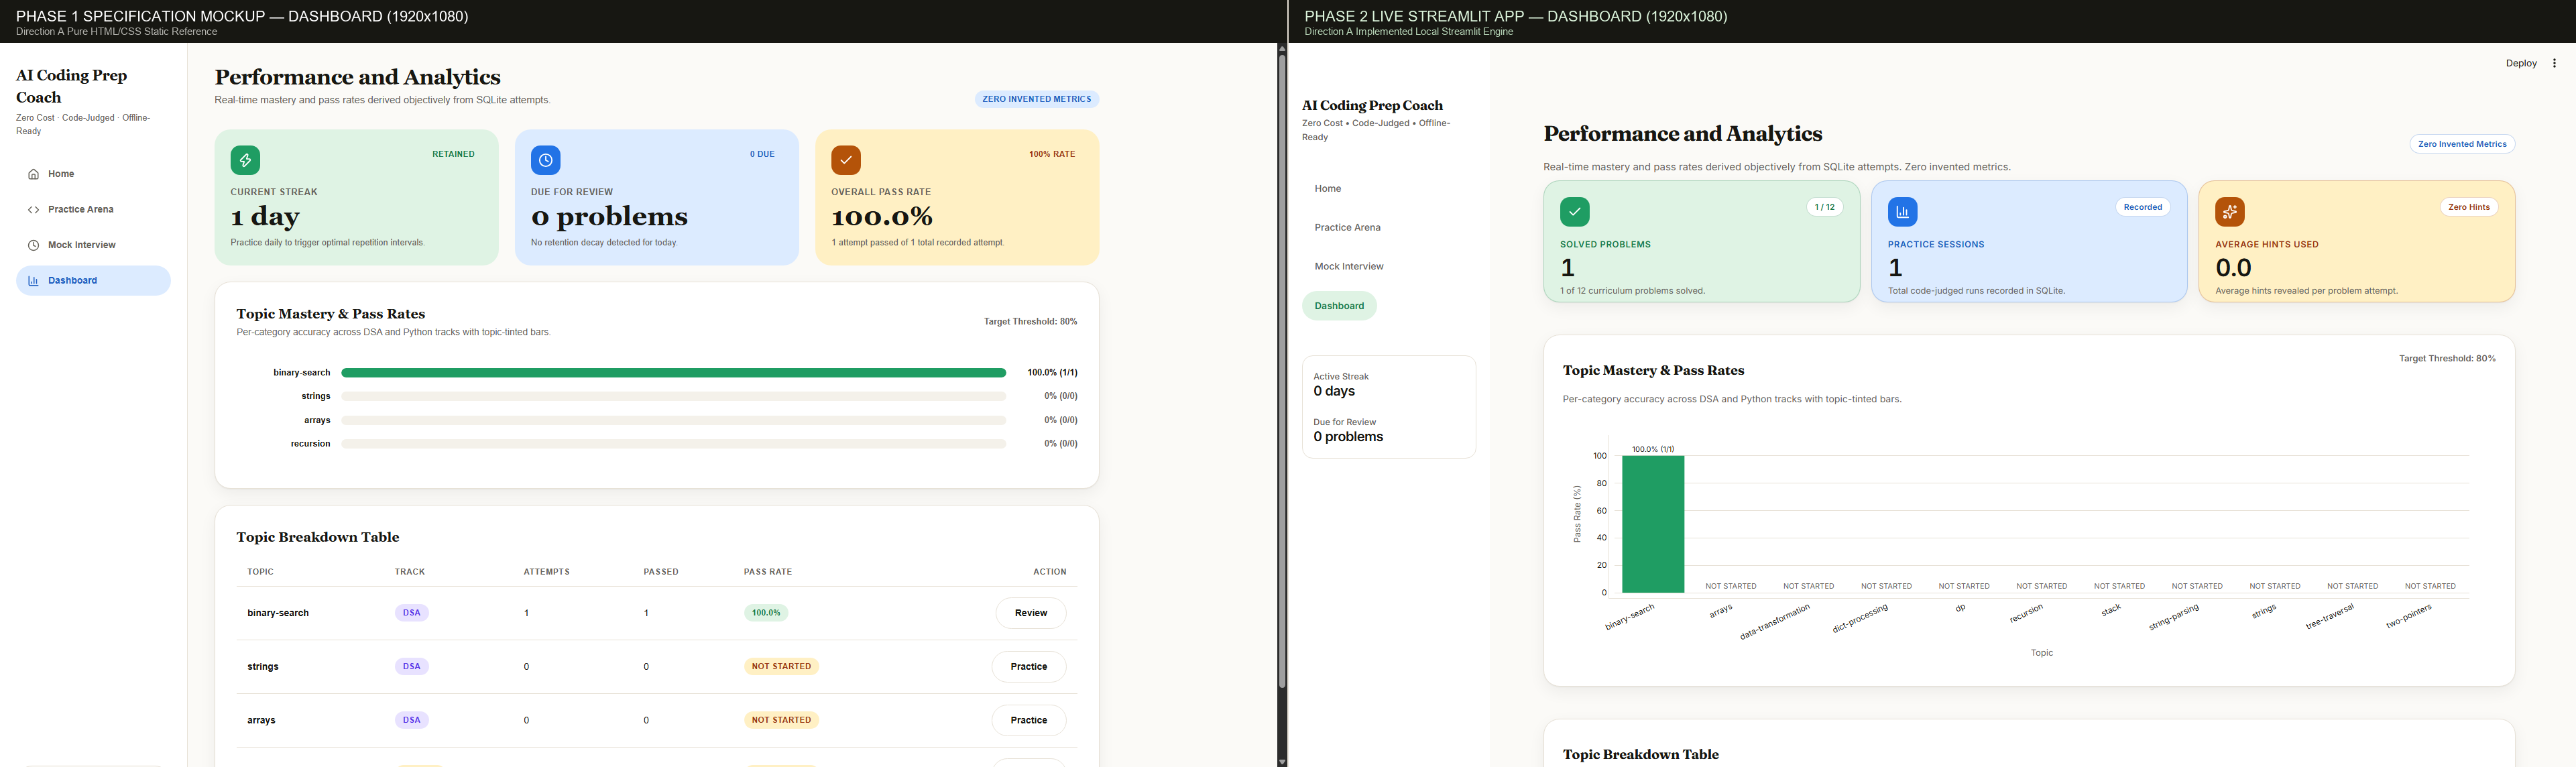 PHASE 1 SPECIFICATION MOCKUP — DASHBOARD (1920x1080)
Direction A Pure HTML/CSS Static Reference
AI Coding Prep
Coach
Zero Cost · Code-Judged · Offline-
Ready
Home
Practice Arena
Mock Interview
Dashboard
Performance and Analytics
Real-time mastery and pass rates derived objectively from SQLite attempts.
ZERO INVENTED METRICS
RETAINED
CURRENT STREAK
1 day
Practice daily to trigger optimal repetition intervals.
0 DUE
DUE FOR REVIEW
0 problems
No retention decay detected for today.
100% RATE
OVERALL PASS RATE
100.0%
1 attempt passed of 1 total recorded attempt.
Topic Mastery & Pass Rates
Per-category accuracy across DSA and Python tracks with topic-tinted bars.
Target Threshold: 80%
binary-search 100.0% (1/1)
strings 0% (0/0)
arrays 0% (0/0)
recursion 0% (0/0)
Topic Breakdown Table
TOPIC TRACK ATTEMPTS PASSED PASS RATE ACTION
binary-search DSA 1 1 100.0% Review
strings DSA 0 0 NOT STARTED Practice
arrays DSA 0 0 NOT STARTED Practice
PHASE 2 LIVE STREAMLIT APP — DASHBOARD (1920x1080)
Direction A Implemented Local Streamlit Engine
Deploy
AI Coding Prep Coach
Zero Cost • Code-Judged • Offline-
Ready
Home
Practice Arena
Mock Interview
Dashboard
Active Streak
0 days
Due for Review
0 problems
Performance and Analytics
Zero Invented Metrics
Real-time mastery and pass rates derived objectively from SQLite attempts. Zero invented metrics.
1 / 12
SOLVED PROBLEMS
1
1 of 12 curriculum problems solved.
Recorded
PRACTICE SESSIONS
1
Total code-judged runs recorded in SQLite.
Zero Hints
AVERAGE HINTS USED
0.0
Average hints revealed per problem attempt.
Target Threshold: 80%
Topic Mastery & Pass Rates
Per-category accuracy across DSA and Python tracks with topic-tinted bars.
Pass Rate (%)
100
80
60
40
20
0
100.0% (1/1)
NOT STARTED NOT STARTED NOT STARTED NOT STARTED NOT STARTED NOT STARTED NOT STARTED NOT STARTED NOT STARTED NOT STARTED
binary-search arrays data-transformation dict-processing dp recursion stack string-parsing strings tree-traversal two-pointers
Topic
Topic Breakdown Table